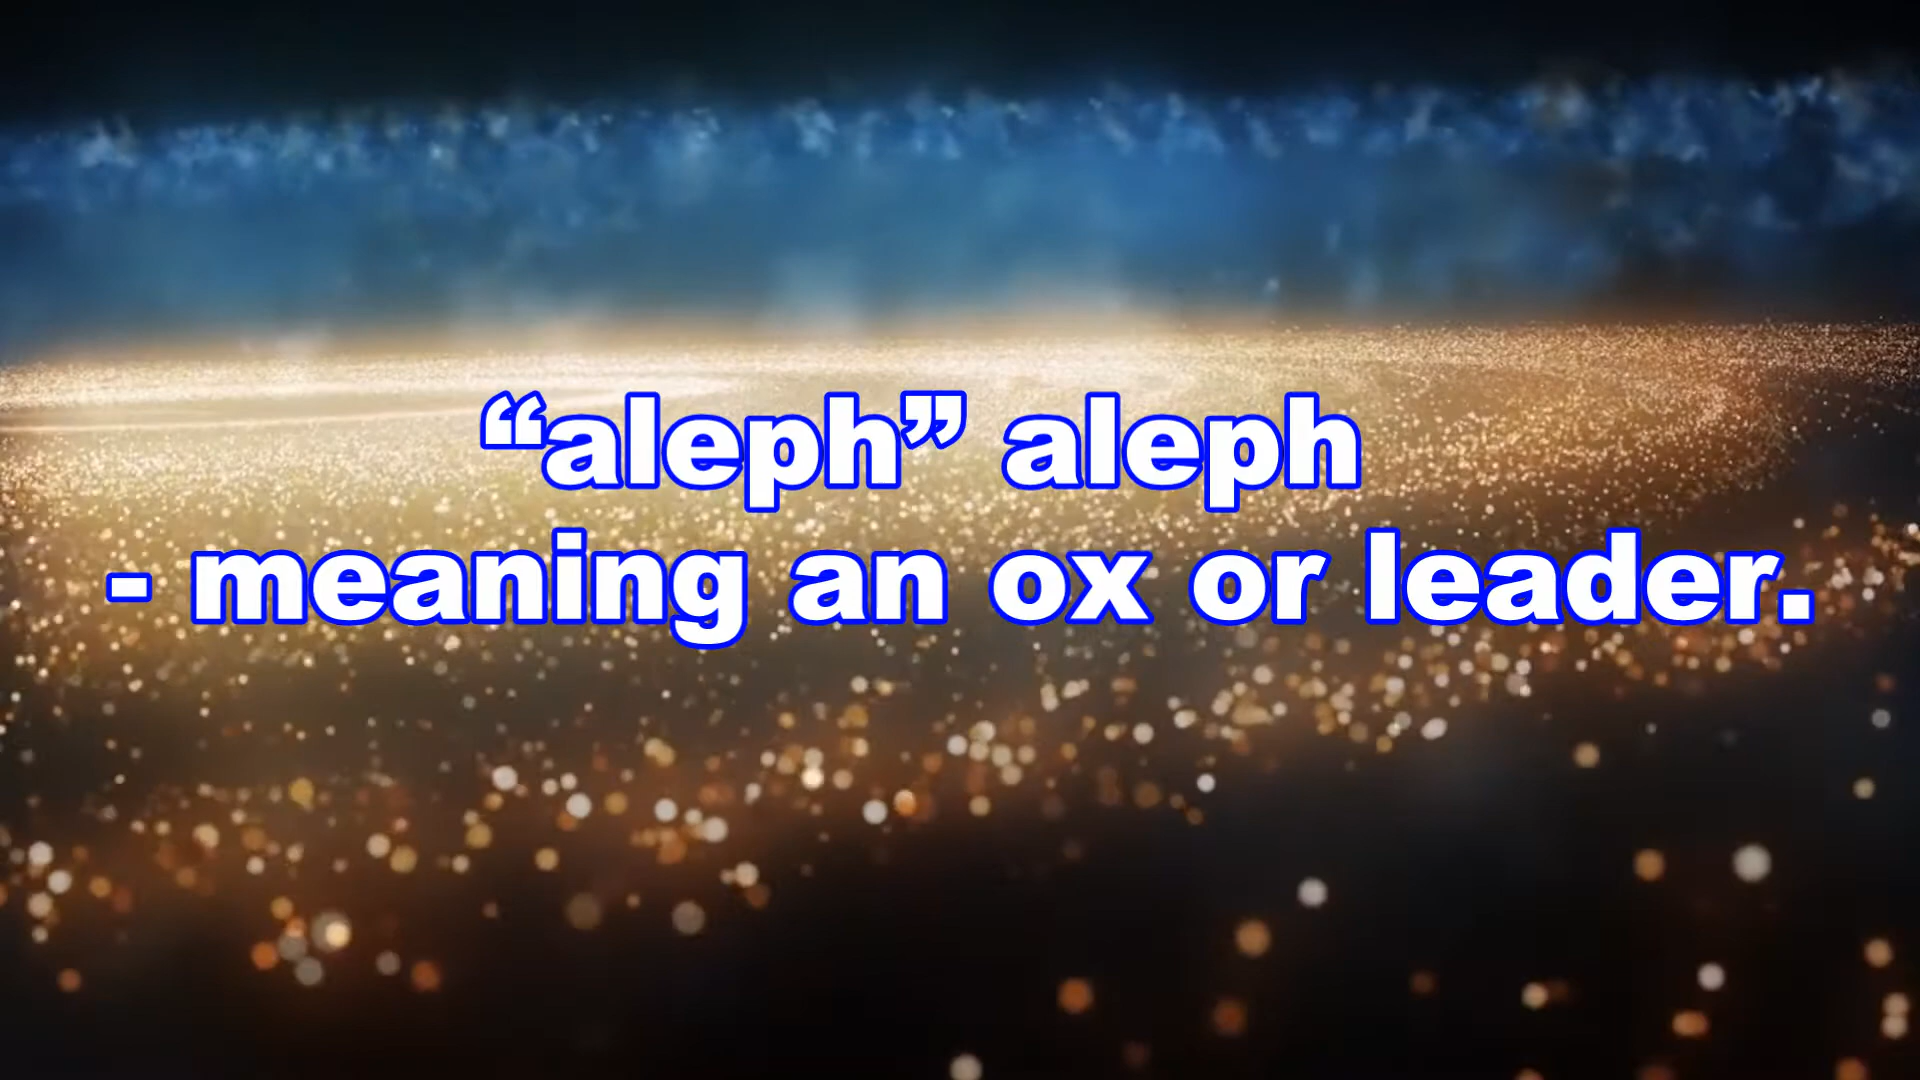 “aleph” aleph
- meaning an ox or leader.